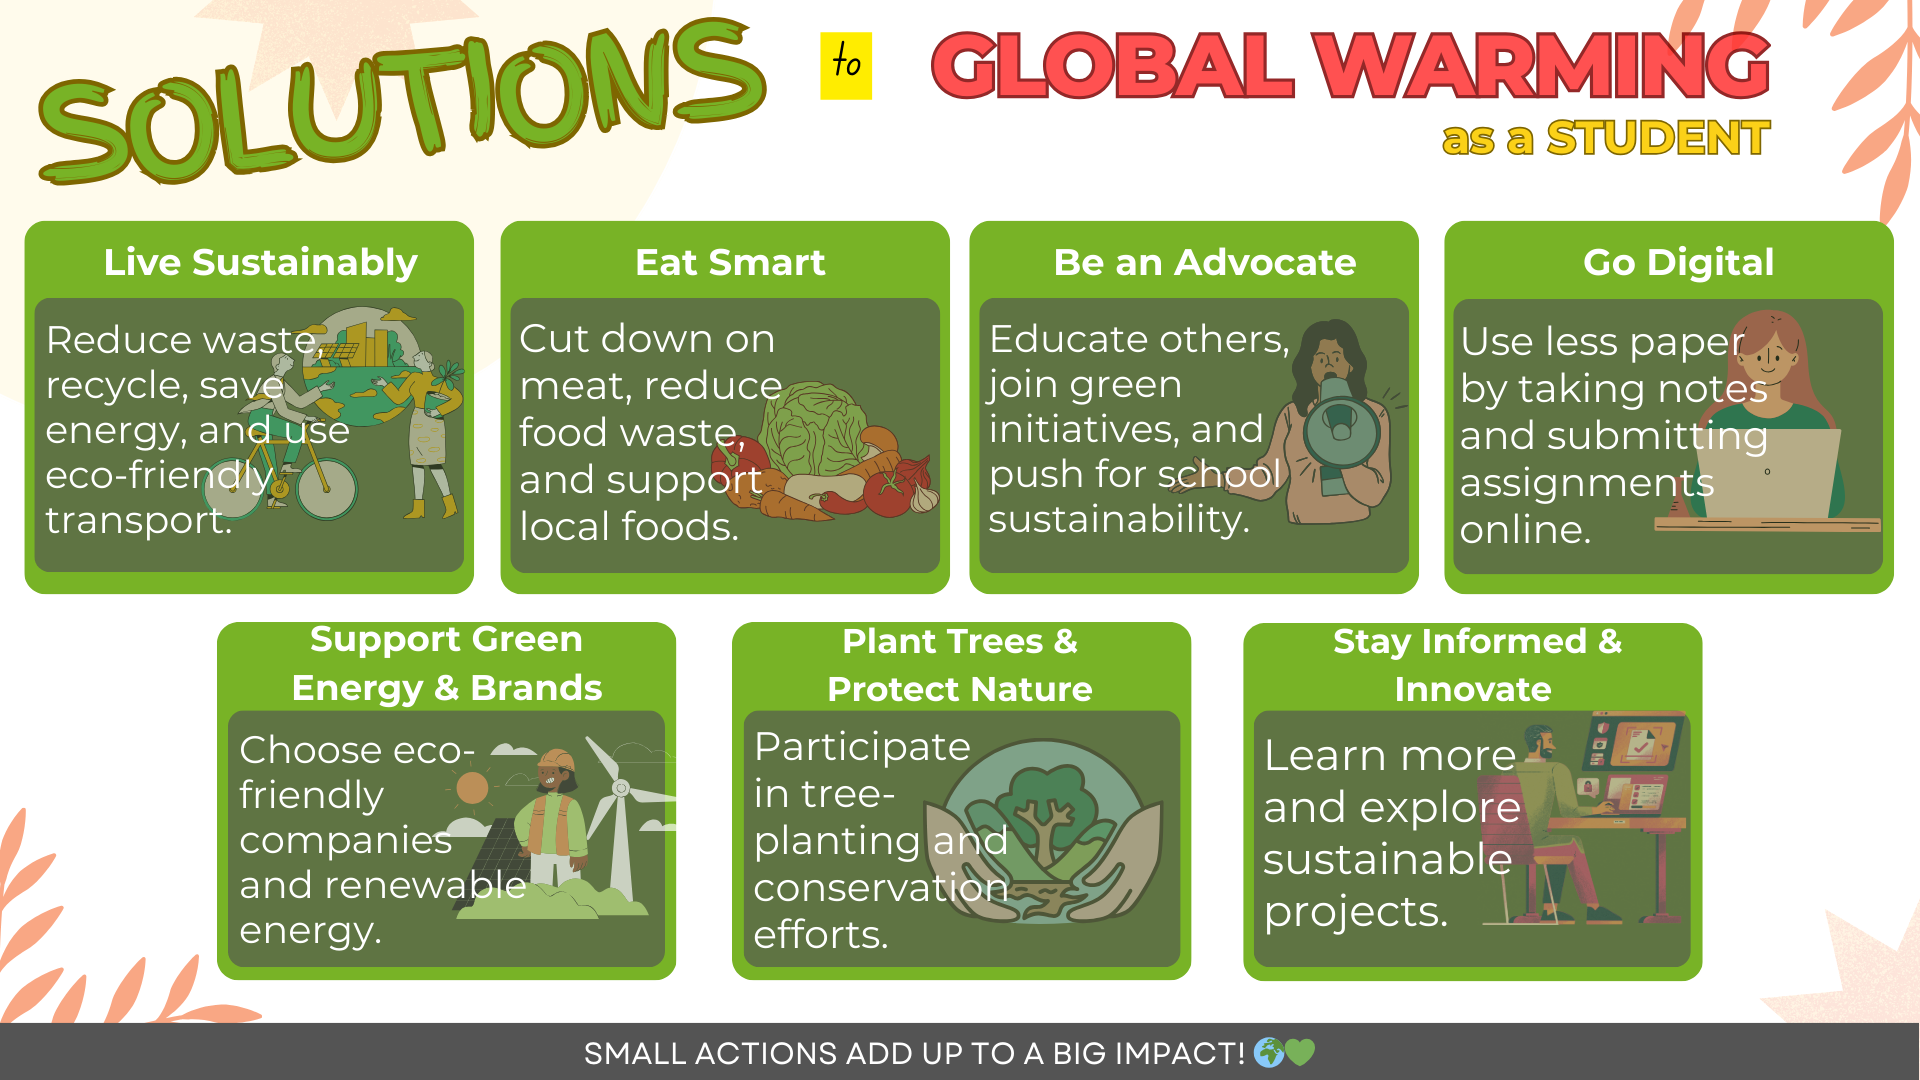 SOLUTIONS to GLOBAL WARMING
as a STUDENT
Live Sustainably
Reduce waste,
recycle, save
energy, and use
eco-friendly
transport.
Eat Smart
Cut down on
meat, reduce
food waste,
and support
local foods.
Be an Advocate
Educate others,
join green
initiatives, and
push for school
sustainability.
Go Digital
Use less paper
by taking notes
and submitting
assignments
online.
Support Green
Energy & Brands
Choose eco-
friendly
companies
and renewable
energy.
Plant Trees &
Protect Nature
Participate
in tree-
planting and
conservation
efforts.
Stay Informed &
Innovate
Learn more
and explore
sustainable
projects.
SMALL ACTIONS ADD UP TO A BIG IMPACT! 🌍💚